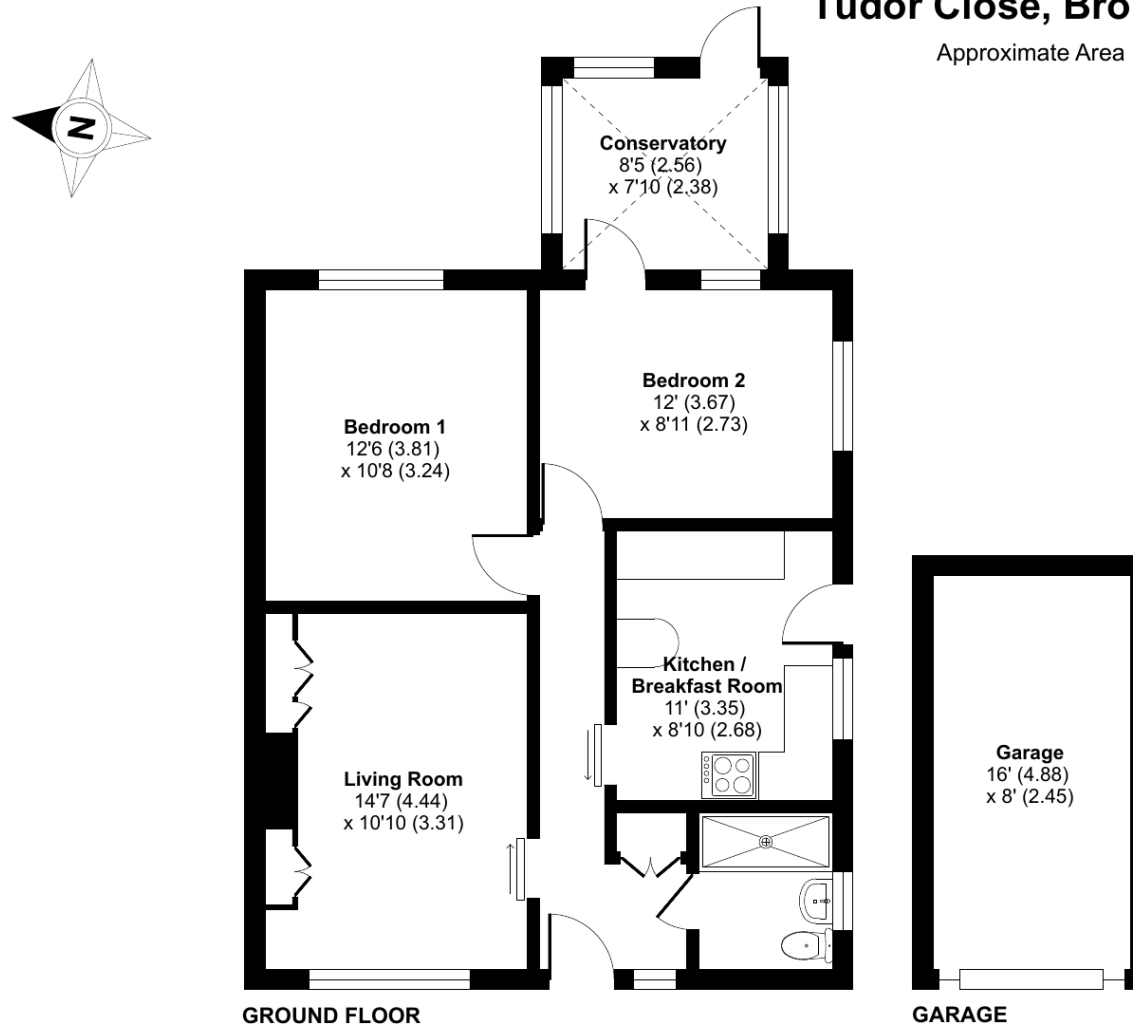 Tudor Close, Bro
Approximate Area
N
Conservatory
8'5 (2.56)
x 7'10 (2.38)
Bedroom 2
12' (3.67)
x 8'11 (2.73)
Bedroom 1
12'6 (3.81)
x 10'8 (3.24)
Kitchen /
Breakfast Room
11' (3.35)
x 8'10 (2.68)
Living Room
14'7 (4.44)
x 10'10 (3.31)
Garage
16' (4.88)
x 8' (2.45)
GROUND FLOOR
GARAGE